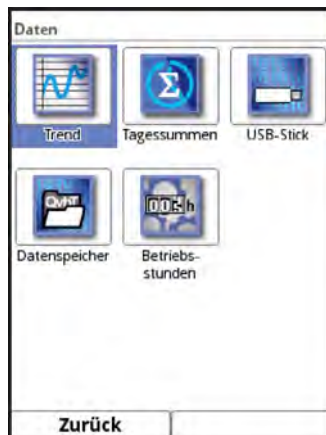 Daten
Trend
Tagessummen
USB-Stick
Datenspeicher
Betriebs-
stunden
Zurück